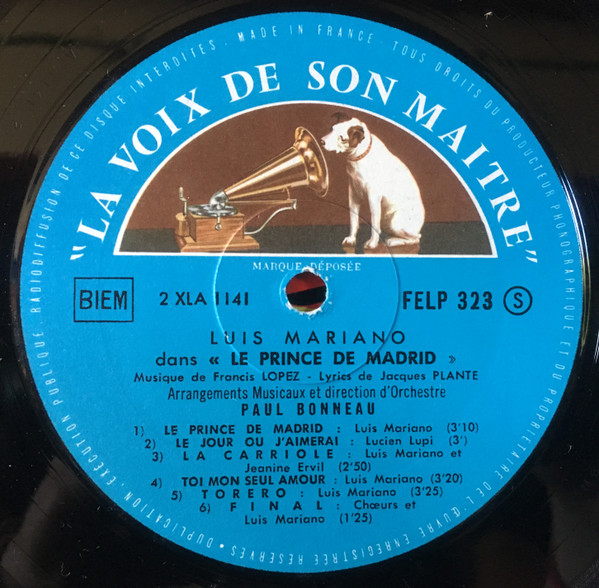 DUPLICATION EXÉCUTION PUBLIQUE, RADIODIFFUSION DE CE DISQUE INTERDITES. MADE IN FRANCE. TOUS DROITS DU PRODUCTEUR PHONOGRAPHIQUE ET DU PROPRIÉTAIRE DE L'ŒUVRE ENREGISTRÉE RÉSERVÉS
"LA VOIX DE SON MAITRE"
MARQUE DÉPOSÉE
BIEM 2 XLA 1141 FELP 323 S
LUIS MARIANO
dans « LE PRINCE DE MADRID »
Musique de Francis LOPEZ - Lyrics de Jacques PLANTE
Arrangements Musicaux et direction d'Orchestre
PAUL BONNEAU
1) LE PRINCE DE MADRID : Luis Mariano (3'10)
2) LE JOUR OU J'AIMERAI : Lucien Lupi (3')
3) LA CARRIOLE : Luis Mariano et
Jeanine Ervil (2'50)
4) TOI MON SEUL AMOUR : Luis Mariano (3'20)
5) TORERO : Luis Mariano (3'25)
6) FINAL : Chœurs et
Luis Mariano (1'25)